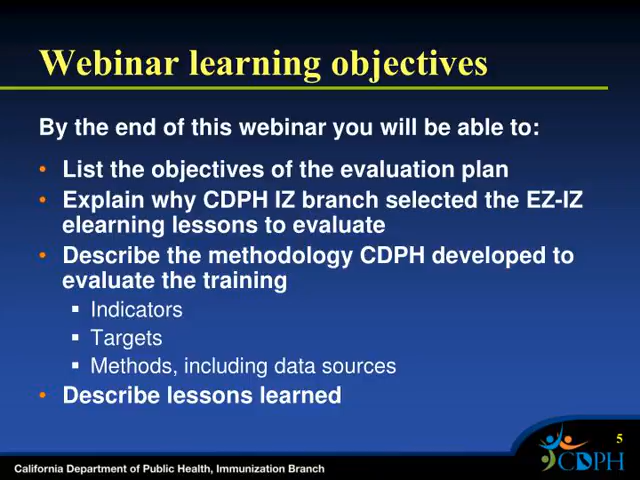 Webinar learning objectives
By the end of this webinar you will be able to:
• List the objectives of the evaluation plan
• Explain why CDPH IZ branch selected the EZ-IZ
elearning lessons to evaluate
• Describe the methodology CDPH developed to
evaluate the training
▪ Indicators
▪ Targets
▪ Methods, including data sources
• Describe lessons learned
5
CDPH
California Department of Public Health, Immunization Branch